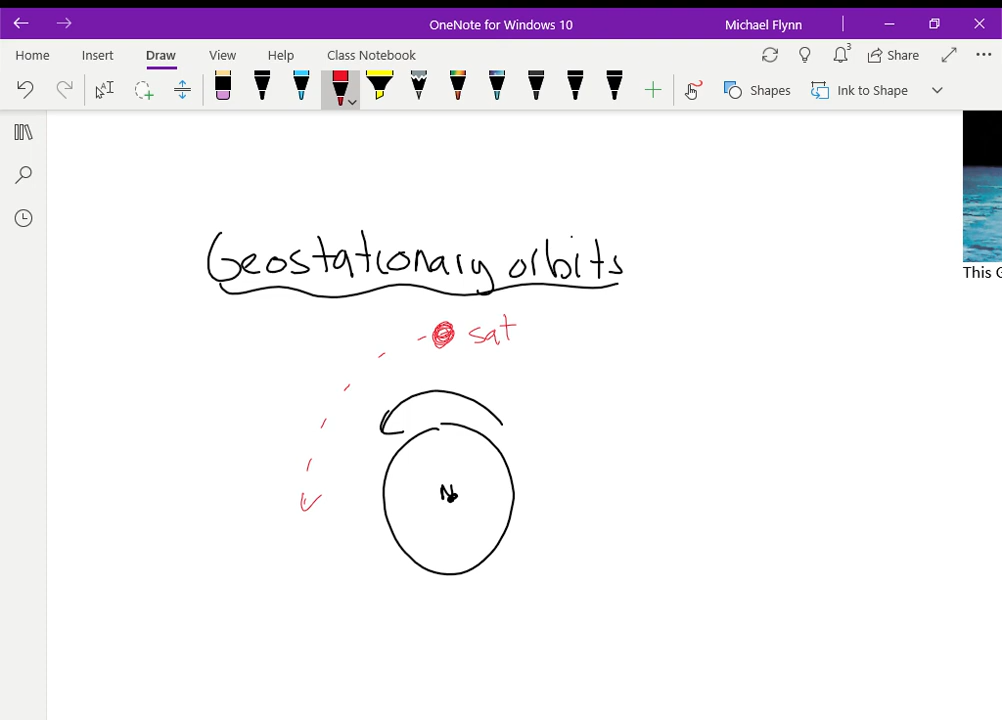 OneNote for Windows 10
Michael Flynn
Home Insert Draw View Help Class Notebook
3 Share
Shapes Ink to Shape
Geostationary orbits
This G
sat
N